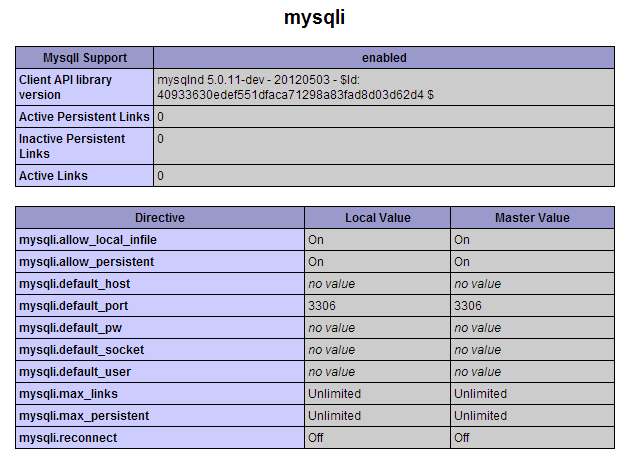 mysqli
MysqlI Support enabled
Client API library mysqlnd 5.0.11-dev - 20120503 - $Id:
version 40933630edef551dfaca71298a83fad8d03d62d4 $
Active Persistent Links 0
Inactive Persistent 0
Links
Active Links 0
Directive Local Value Master Value
mysqli.allow_local_infile On On
mysqli.allow_persistent On On
mysqli.default_host no value no value
mysqli.default_port 3306 3306
mysqli.default_pw no value no value
mysqli.default_socket no value no value
mysqli.default_user no value no value
mysqli.max_links Unlimited Unlimited
mysqli.max_persistent Unlimited Unlimited
mysqli.reconnect Off Off